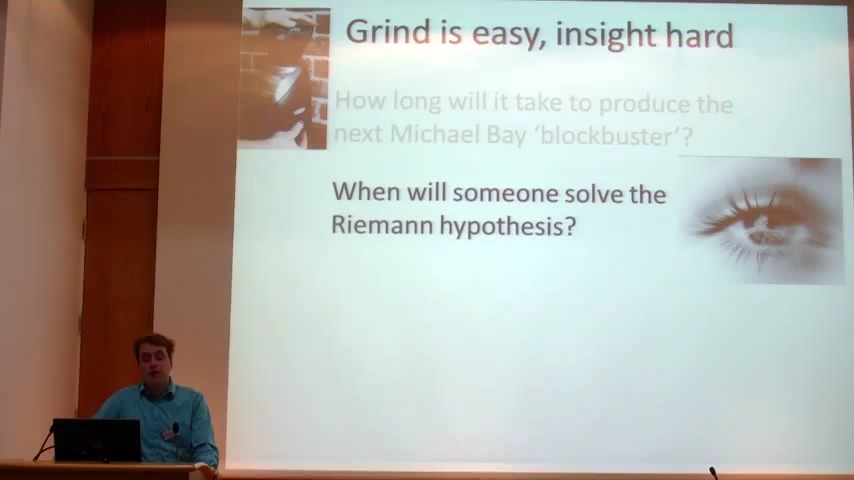 Grind is easy, insight hard
How long will it take to produce the
next Michael Bay ‘blockbuster’?
When will someone solve the
Riemann hypothesis?